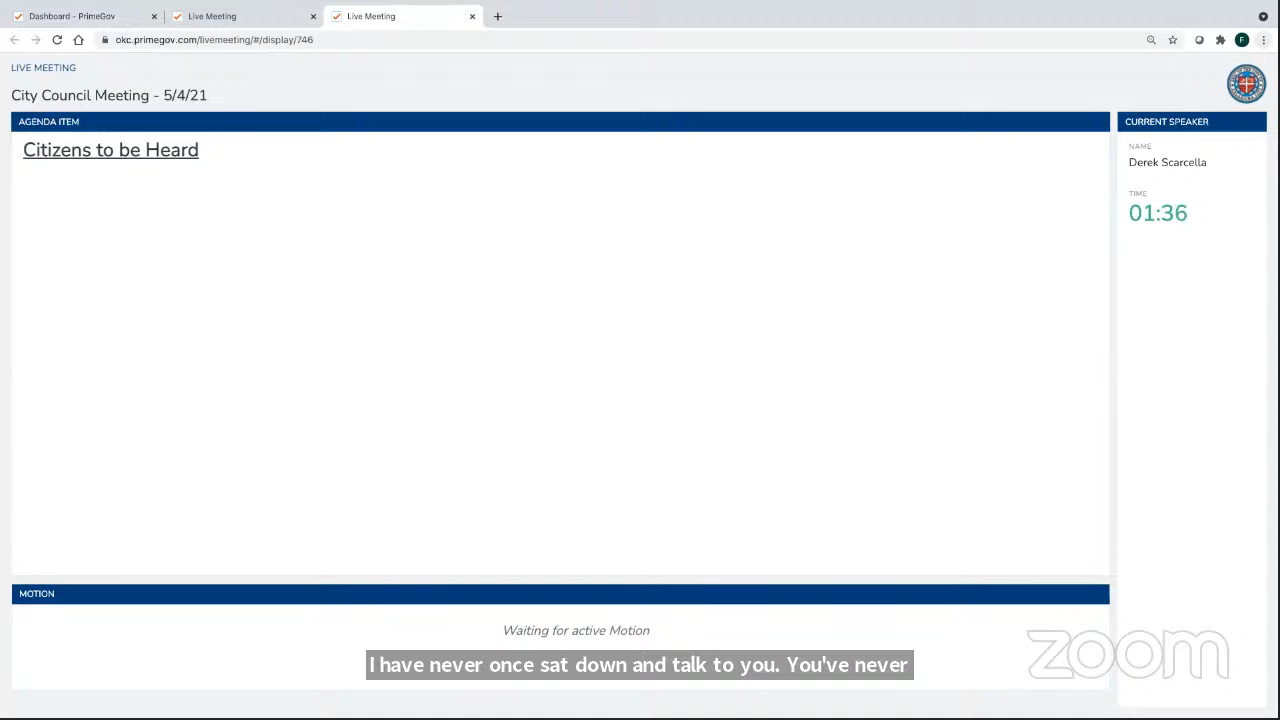 Dashboard - PrimeGov
Live Meeting
Live Meeting
okc.primegov.com/livemeeting/#/display/746
F
LIVE MEETING
City Council Meeting - 5/4/21
AGENDA ITEM
CURRENT SPEAKER
Citizens to be Heard
NAME
Derek Scarcella
TIME
01:36
MOTION
Waiting for active Motion
zoom
I have never once sat down and talk to you. You've never